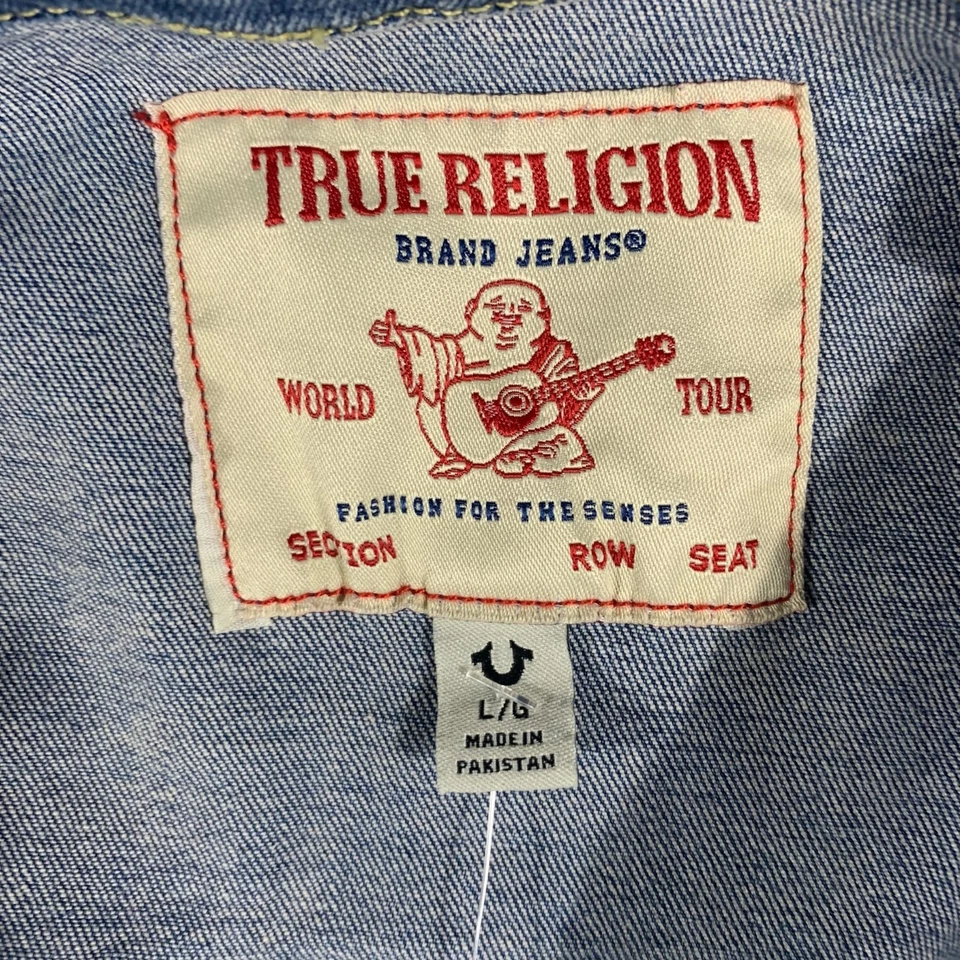 TRUE RELIGION
BRAND JEANS®
WORLD TOUR
FASHION FOR THE SENSES
SECTION ROW SEAT
L/G
MADE IN
PAKISTAN